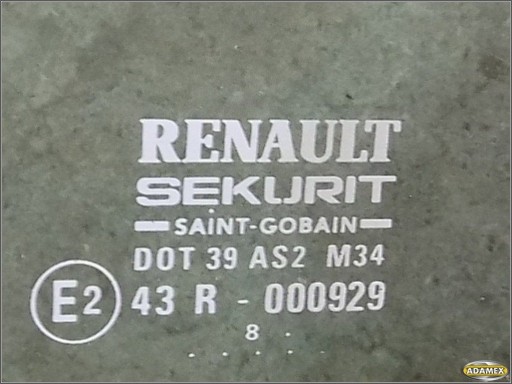 RENAULT
SEKURIT
SAiNT-GOBAIN
DOT 39 AS2 M34
E2 43 R - 000929
8
ADAMEX